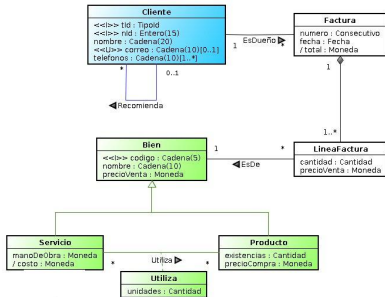 Cliente
<<I>> tId : TipoId
<<I>> nId : Entero(15)
nombre : Cadena(20)
<<U>> correo : Cadena(10)[0..1]
telefonos : Cadena(10)[1..*]
Factura
numero : Consecutivo
fecha : Fecha
/ total : Moneda
EsDueño ▶
1
*
*
0..1
◀Recomienda
1
1..*
Bien
<<I>> codigo : Cadena(5)
nombre : Cadena(10)
precioVenta : Moneda
1
*
◀EsDe
LineaFactura
cantidad : Cantidad
precioVenta : Moneda
Servicio
manoDeObra : Moneda
/ costo : Moneda
*
Utiliza ▶
*
Producto
existencias : Cantidad
precioCompra : Moneda
Utiliza
unidades : Cantidad